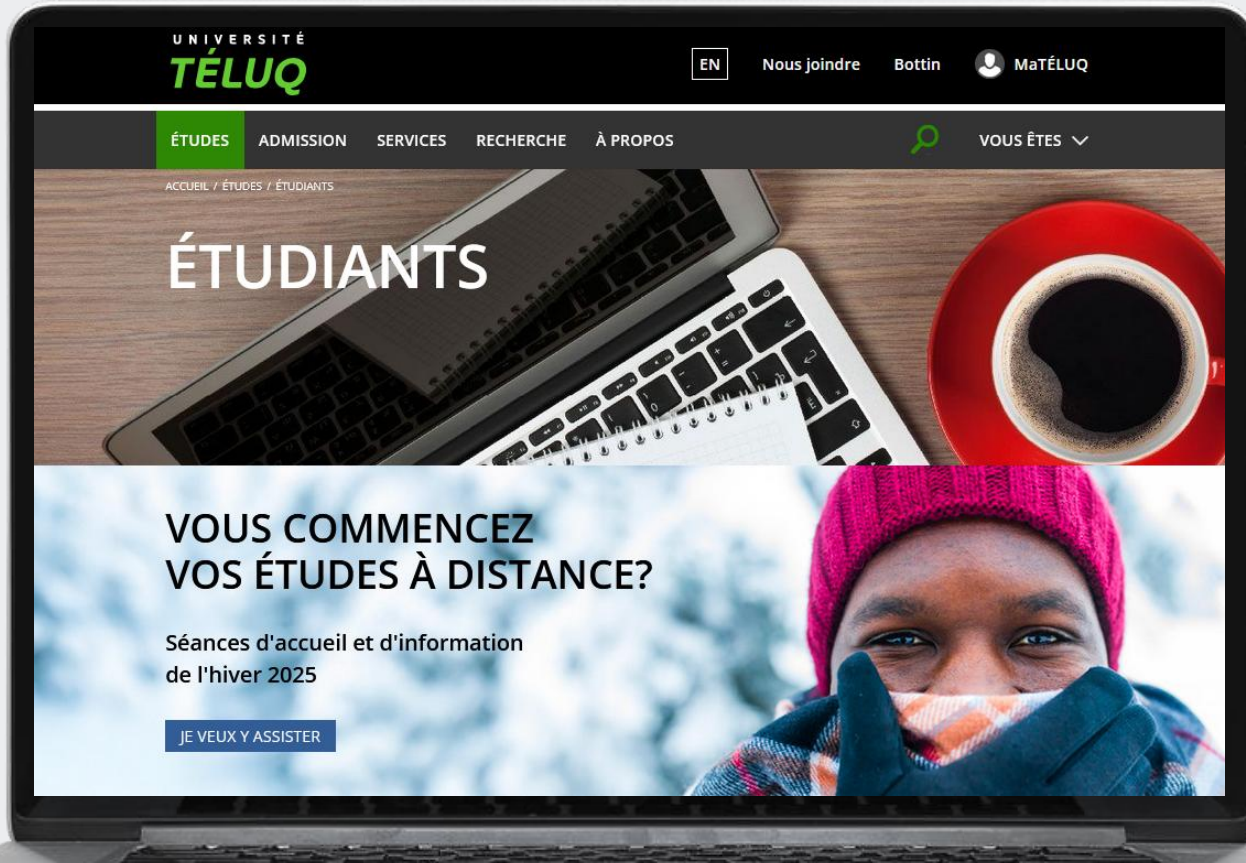 UNIVERSITÉ
TÉLUQ
EN Nous joindre Bottin MaTÉLUQ
ÉTUDES ADMISSION SERVICES RECHERCHE À PROPOS VOUS ÊTES
ACCUEIL / ÉTUDES / ÉTUDIANTS
ÉTUDIANTS
VOUS COMMENCEZ
VOS ÉTUDES À DISTANCE?
Séances d'accueil et d'information
de l'hiver 2025
JE VEUX Y ASSISTER